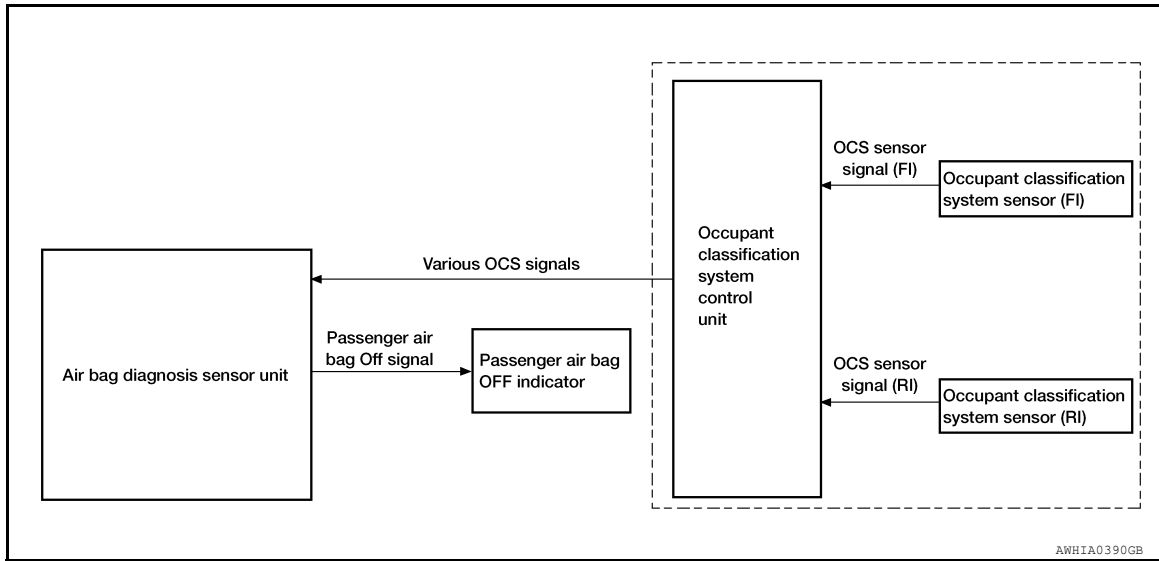 OCS sensor
signal (FI)
Occupant classification
system sensor (FI)
Occupant
classification
system
control
unit
Various OCS signals
Passenger air
bag Off signal
Passenger air bag
OFF indicator
Air bag diagnosis sensor unit
OCS sensor
signal (RI)
Occupant classification
system sensor (RI)
AWHIA0390GB